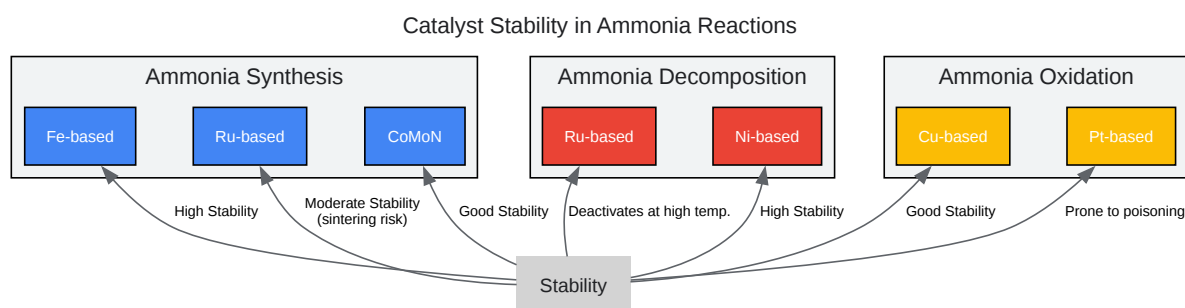 Catalyst Stability in Ammonia Reactions
Ammonia Synthesis
Ammonia Decomposition
Ammonia Oxidation
Fe-based
Ru-based
CoMoN
Ru-based
Ni-based
Cu-based
Pt-based
High Stability
Moderate Stability
(sintering risk)
Good Stability
Deactivates at high temp.
High Stability
Good Stability
Prone to poisoning
Stability